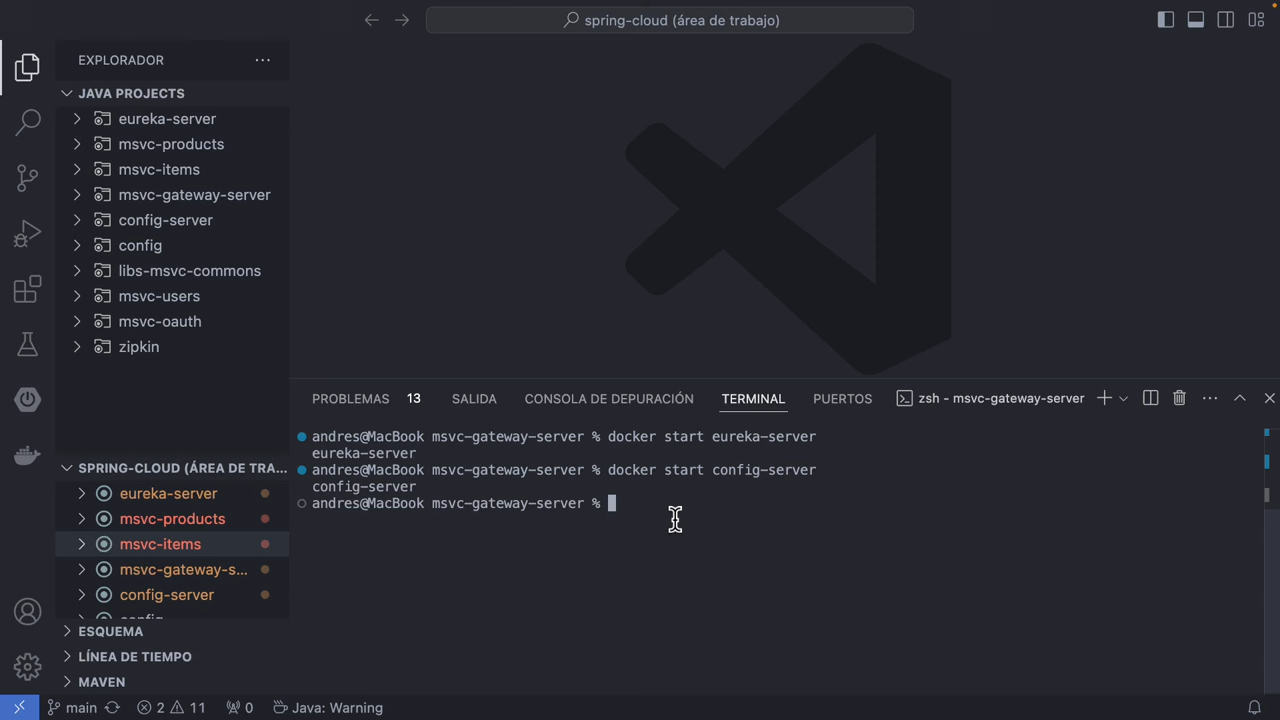 spring-cloud (área de trabajo)
EXPLORADOR
JAVA PROJECTS
eureka-server
msvc-products
msvc-items
msvc-gateway-server
config-server
config
libs-msvc-commons
msvc-users
msvc-oauth
zipkin
SPRING-CLOUD (ÁREA DE TRA...
eureka-server
msvc-products
msvc-items
msvc-gateway-s...
config-server
config
ESQUEMA
LÍNEA DE TIEMPO
MAVEN
PROBLEMAS 13 SALIDA CONSOLA DE DEPURACIÓN TERMINAL PUERTOS zsh - msvc-gateway-server
andres@MacBook msvc-gateway-server % docker start eureka-server
eureka-server
andres@MacBook msvc-gateway-server % docker start config-server
config-server
andres@MacBook msvc-gateway-server %
main 2 11 0 Java: Warning